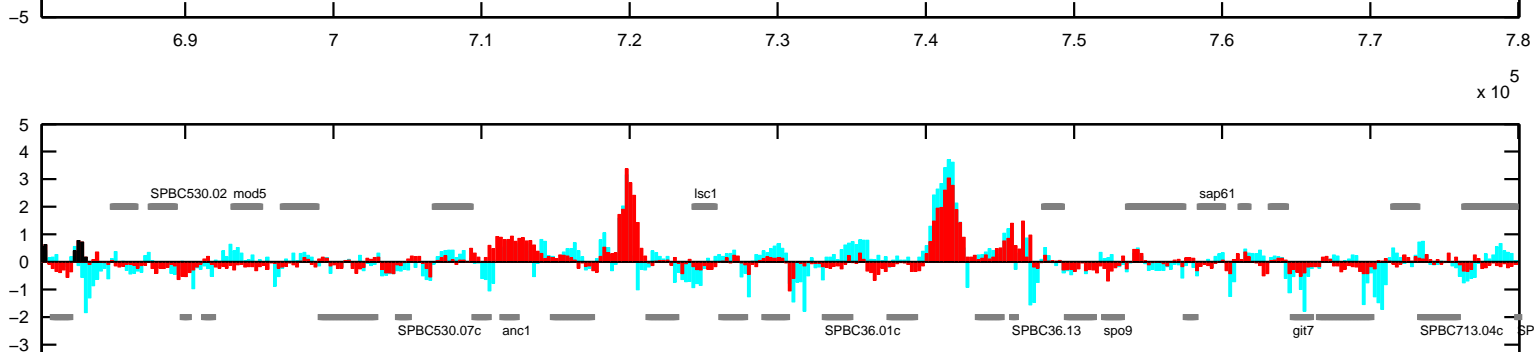 −5
6.9 7 7.1 7.2 7.3 7.4 7.5 7.6 7.7 7.8
x 10 5
5
4
3
SPBC530.02 mod5 lsc1 sap61
2
1
0
−1
−2
SPBC530.07c anc1 SPBC36.01c SPBC36.13 spo9 git7 SPBC713.04c SP
−3